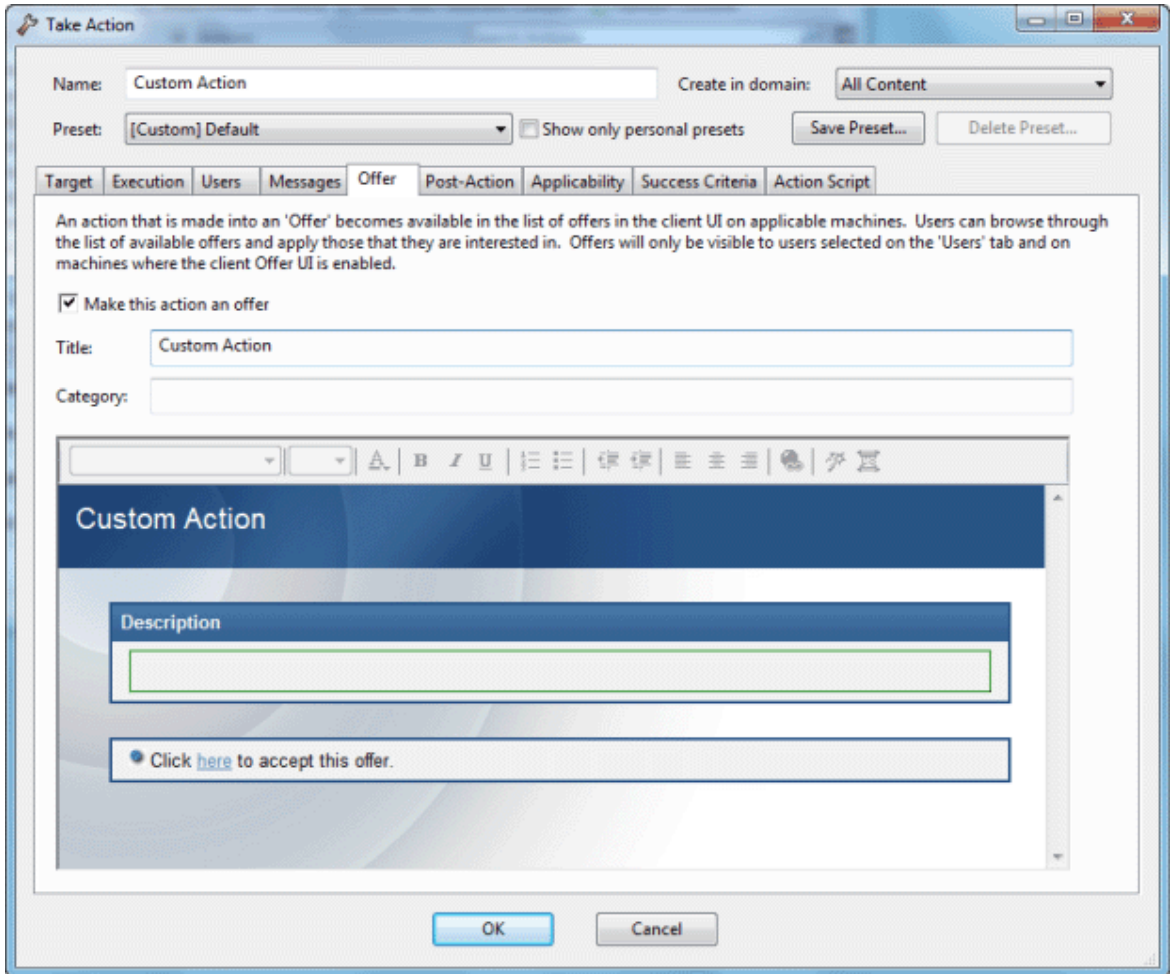 Take Action
Name: Custom Action Create in domain: All Content
Preset: [Custom] Default Show only personal presets Save Preset... Delete Preset...
Target Execution Users Messages Offer Post-Action Applicability Success Criteria Action Script
An action that is made into an 'Offer' becomes available in the list of offers in the client UI on applicable machines. Users can browse through
the list of available offers and apply those that they are interested in. Offers will only be visible to users selected on the 'Users' tab and on
machines where the client Offer UI is enabled.
Make this action an offer
Title: Custom Action
Category:
A B I U
Custom Action
Description
Click here to accept this offer.
OK Cancel